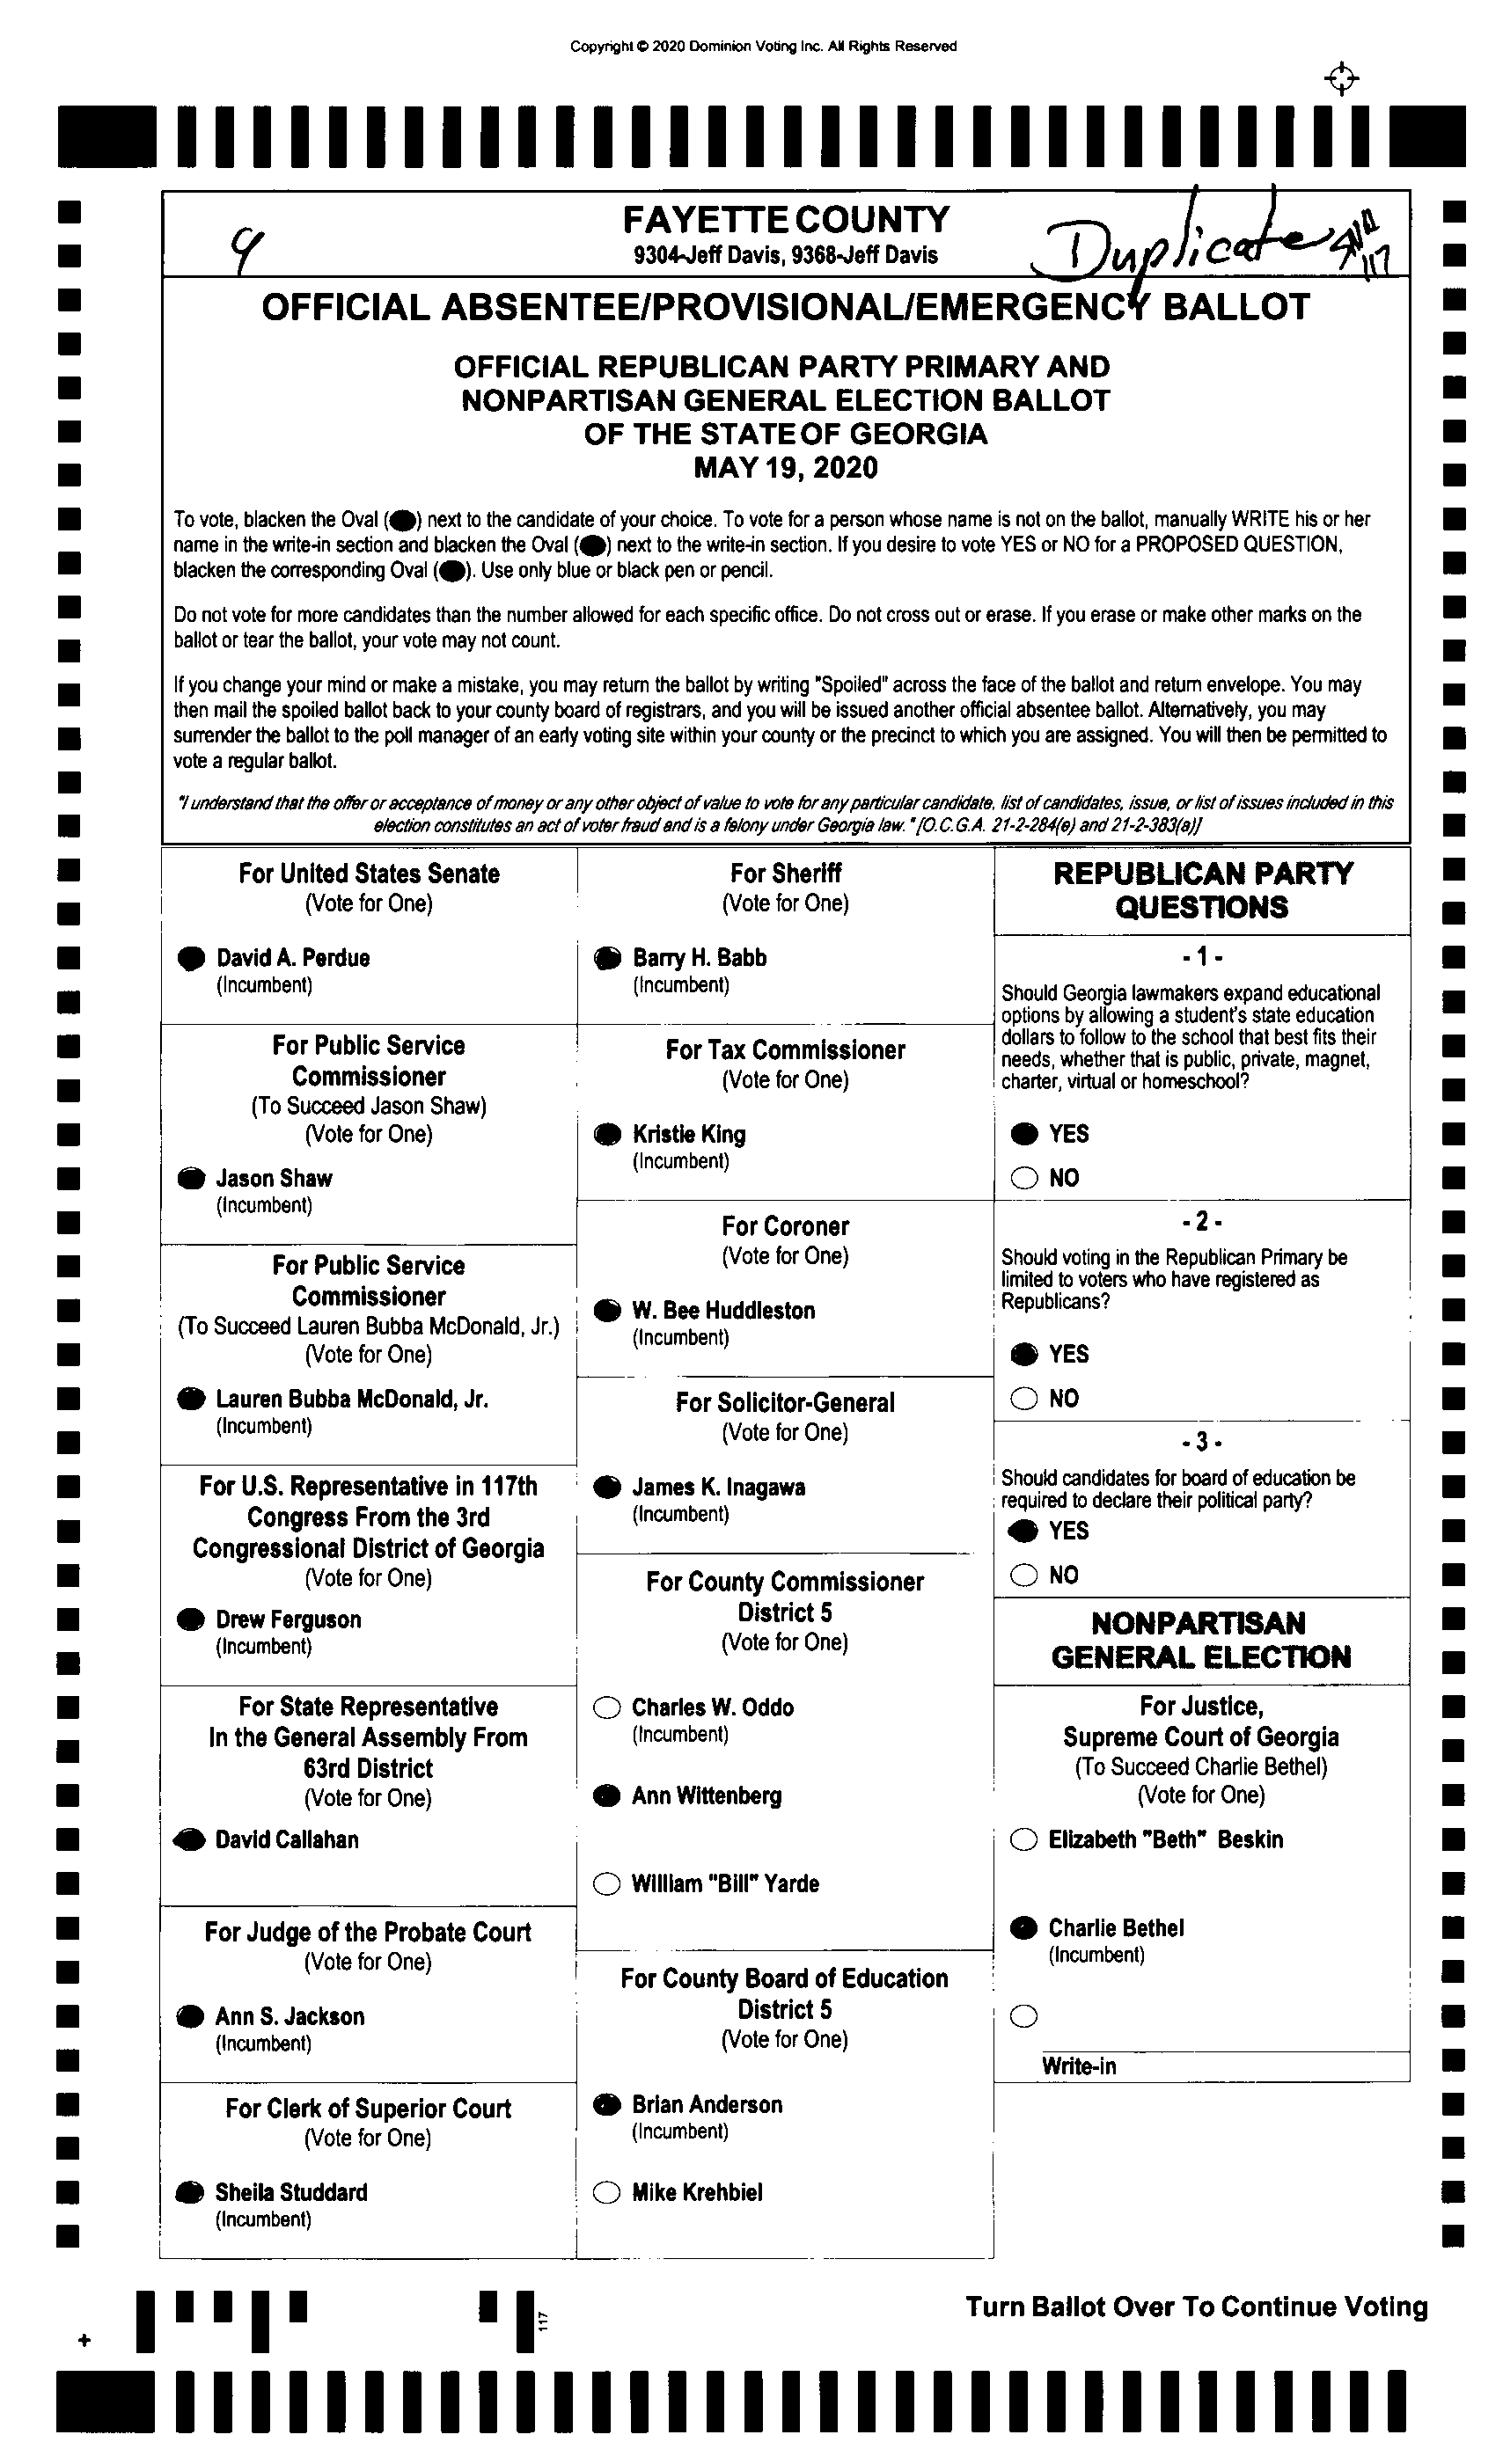 Copyright © 2020 Dominion Voting Inc. All Rights Reserved
FAYETTE COUNTY
9304-Jeff Davis, 9368-Jeff Davis
9
Duplicate
117
OFFICIAL ABSENTEE/PROVISIONAL/EMERGENCY BALLOT
OFFICIAL REPUBLICAN PARTY PRIMARY AND
NONPARTISAN GENERAL ELECTION BALLOT
OF THE STATE OF GEORGIA
MAY 19, 2020
To vote, blacken the Oval ( ) next to the candidate of your choice. To vote for a person whose name is not on the ballot, manually WRITE his or her
name in the write-in section and blacken the Oval ( ) next to the write-in section. If you desire to vote YES or NO for a PROPOSED QUESTION,
blacken the corresponding Oval ( ). Use only blue or black pen or pencil.
Do not vote for more candidates than the number allowed for each specific office. Do not cross out or erase. If you erase or make other marks on the
ballot or tear the ballot, your vote may not count.
If you change your mind or make a mistake, you may return the ballot by writing "Spoiled" across the face of the ballot and return envelope. You may
then mail the spoiled ballot back to your county board of registrars, and you will be issued another official absentee ballot. Alternatively, you may
surrender the ballot to the poll manager of an early voting site within your county or the precinct to which you are assigned. You will then be permitted to
vote a regular ballot.
"I understand that the offer or acceptance of money or any other object of value to vote for any particular candidate, list of candidates, issue, or list of issues included in this
election constitutes an act of voter fraud and is a felony under Georgia law." [O.C.G.A. 21-2-284(e) and 21-2-383(a)]
For United States Senate
(Vote for One)
David A. Perdue
(Incumbent)
For Public Service
Commissioner
(To Succeed Jason Shaw)
(Vote for One)
Jason Shaw
(Incumbent)
For Public Service
Commissioner
(To Succeed Lauren Bubba McDonald, Jr.)
(Vote for One)
Lauren Bubba McDonald, Jr.
(Incumbent)
For U.S. Representative in 117th
Congress From the 3rd
Congressional District of Georgia
(Vote for One)
Drew Ferguson
(Incumbent)
For State Representative
In the General Assembly From
63rd District
(Vote for One)
David Callahan
For Judge of the Probate Court
(Vote for One)
Ann S. Jackson
(Incumbent)
For Clerk of Superior Court
(Vote for One)
Sheila Studdard
(Incumbent)
For Sheriff
(Vote for One)
Barry H. Babb
(Incumbent)
For Tax Commissioner
(Vote for One)
Kristie King
(Incumbent)
For Coroner
(Vote for One)
W. Bee Huddleston
(Incumbent)
For Solicitor-General
(Vote for One)
James K. Inagawa
(Incumbent)
For County Commissioner
District 5
(Vote for One)
Charles W. Oddo
(Incumbent)
Ann Wittenberg
William "Bill" Yarde
For County Board of Education
District 5
(Vote for One)
Brian Anderson
(Incumbent)
Mike Krehbiel
REPUBLICAN PARTY
QUESTIONS
- 1 -
Should Georgia lawmakers expand educational
options by allowing a student's state education
dollars to follow to the school that best fits their
needs, whether that is public, private, magnet,
charter, virtual or homeschool?
YES
NO
- 2 -
Should voting in the Republican Primary be
limited to voters who have registered as
Republicans?
YES
NO
- 3 -
Should candidates for board of education be
required to declare their political party?
YES
NO
NONPARTISAN
GENERAL ELECTION
For Justice,
Supreme Court of Georgia
(To Succeed Charlie Bethel)
(Vote for One)
Elizabeth "Beth" Beskin
Charlie Bethel
(Incumbent)
Write-in
117
Turn Ballot Over To Continue Voting